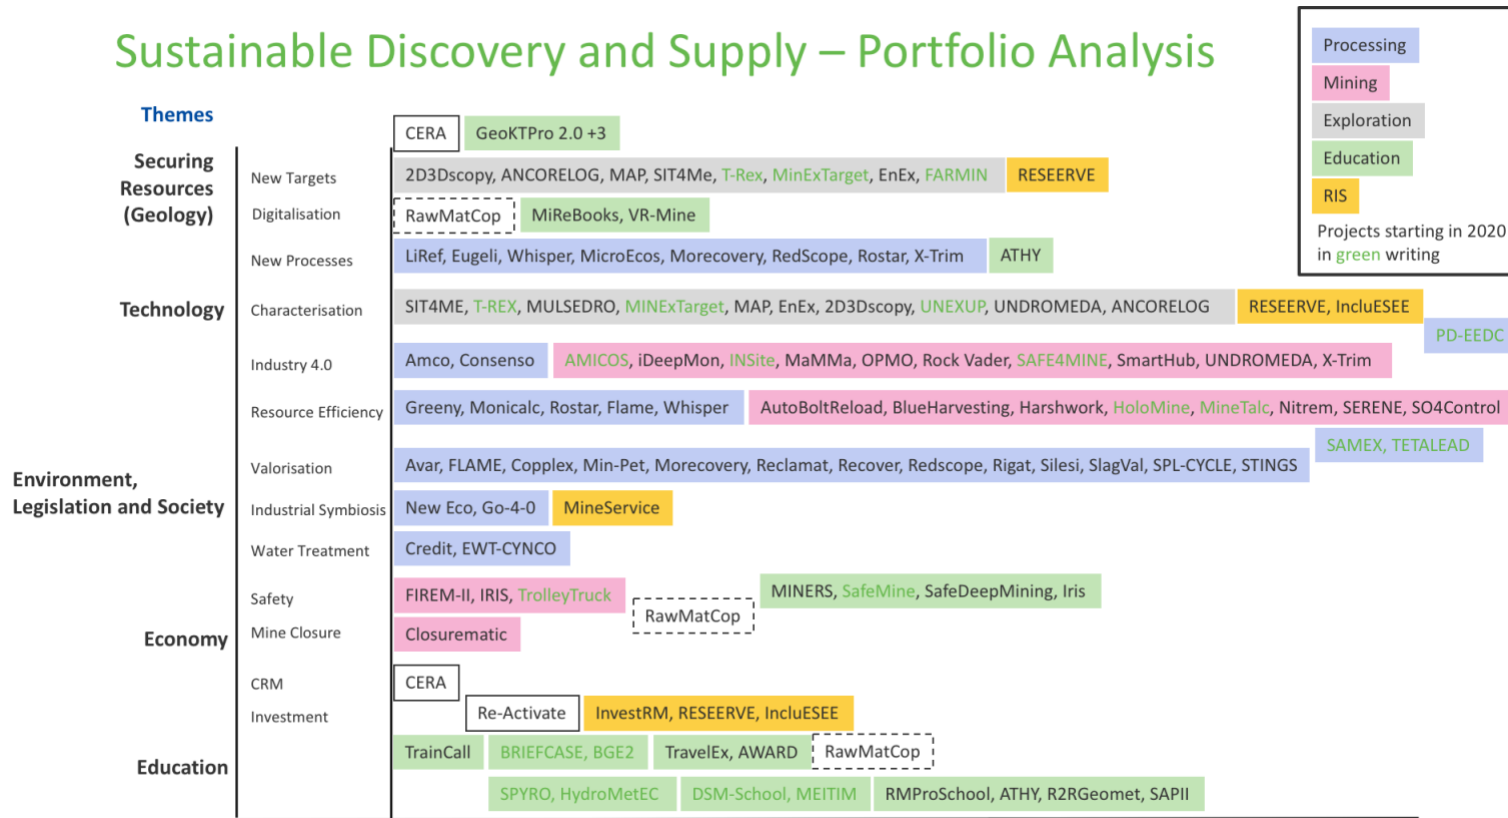 Sustainable Discovery and Supply – Portfolio Analysis
Processing
Mining
Exploration
Education
RIS
Projects starting in 2020
in green writing
Themes
CERA
GeoKTPro 2.0 +3
Securing
Resources
(Geology)
New Targets
2D3Dscopy, ANCORELOG, MAP, SIT4Me, T-Rex, MinExTarget, EnEx, FARMIN
RESEERVE
Digitalisation
RawMatCop
MiReBooks, VR-Mine
New Processes
LiRef, Eugeli, Whisper, MicroEcos, Morecovery, RedScope, Rostar, X-Trim
ATHY
Technology
Characterisation
SIT4ME, T-REX, MULSEDRO, MINExTarget, MAP, EnEx, 2D3Dscopy, UNEXUP, UNDROMEDA, ANCORELOG
RESEERVE, IncluESEE
PD-EEDC
Industry 4.0
Amco, Consenso
AMICOS, iDeepMon, INSite, MaMMa, OPMO, Rock Vader, SAFE4MINE, SmartHub, UNDROMEDA, X-Trim
Resource Efficiency
Greeny, Monicalc, Rostar, Flame, Whisper
AutoBoltReload, BlueHarvesting, Harshwork, HoloMine, MineTalc, Nitrem, SERENE, SO4Control
SAMEX, TETALEAD
Environment,
Legislation and Society
Valorisation
Avar, FLAME, Copplex, Min-Pet, Morecovery, Reclamat, Recover, Redscope, Rigat, Silesi, SlagVal, SPL-CYCLE, STINGS
Industrial Symbiosis
New Eco, Go-4-0
MineService
Water Treatment
Credit, EWT-CYNCO
Safety
FIREM-II, IRIS, TrolleyTruck
RawMatCop
MINERS, SafeMine, SafeDeepMining, Iris
Economy
Mine Closure
Closurematic
CRM
CERA
Investment
Re-Activate
InvestRM, RESEERVE, IncluESEE
Education
TrainCall
BRIEFCASE, BGE2
TravelEx, AWARD
RawMatCop
SPYRO, HydroMetEC
DSM-School, MEITIM
RMProSchool, ATHY, R2RGeomet, SAPII